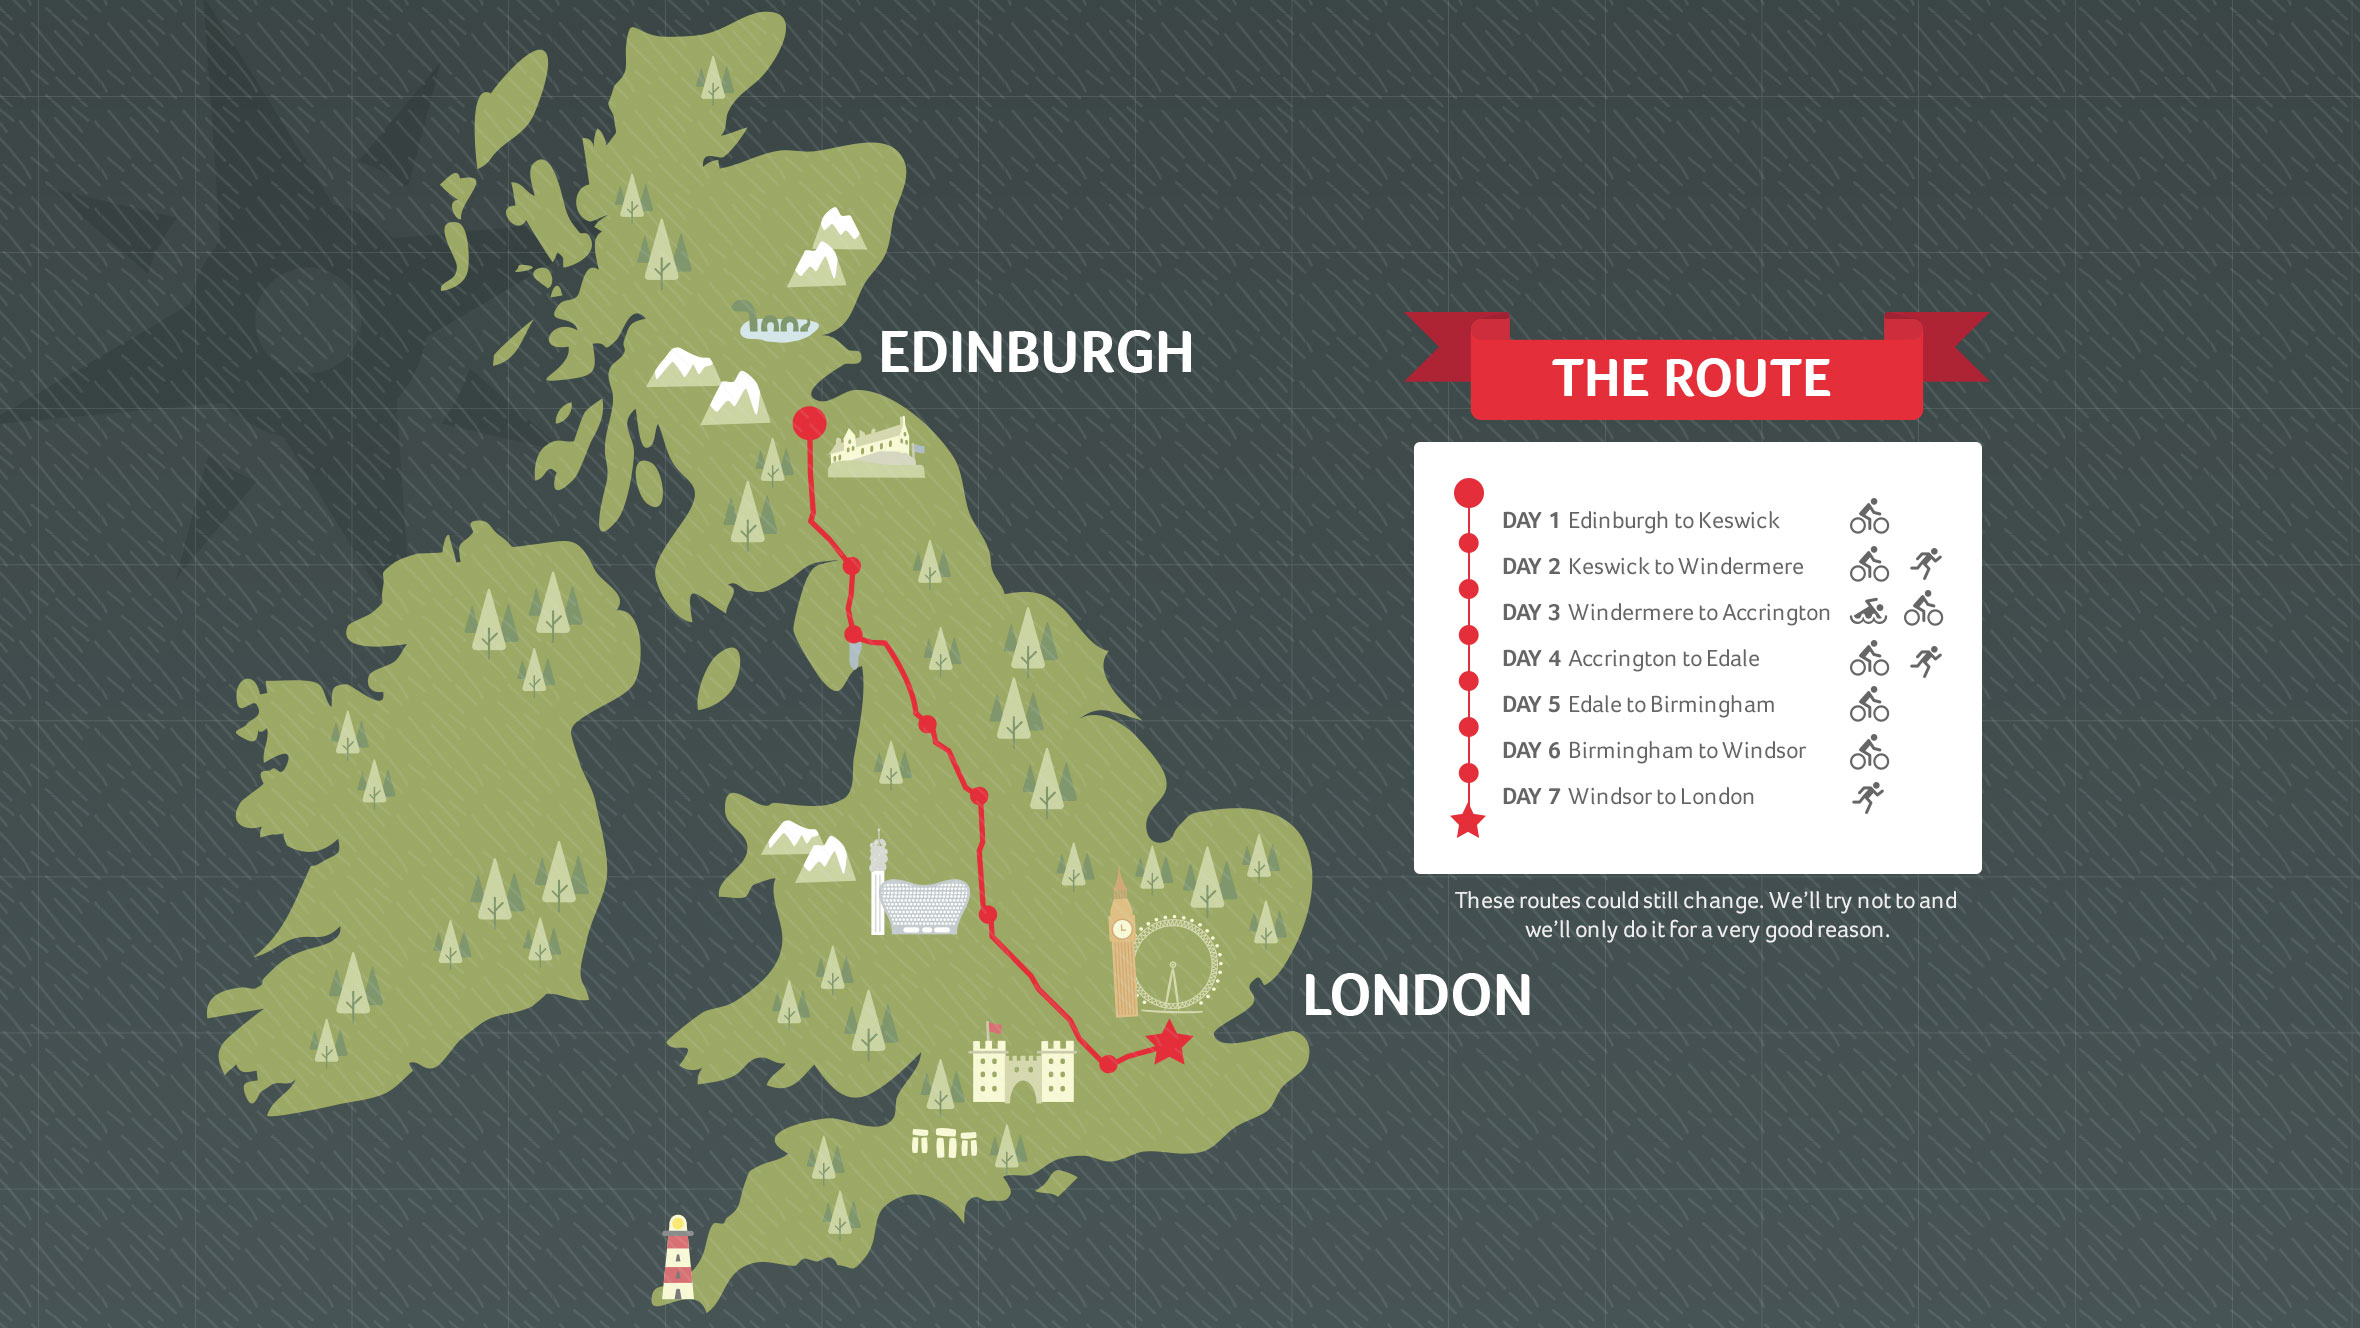 EDINBURGH
THE ROUTE
DAY 1 Edinburgh to Keswick
DAY 2 Keswick to Windermere
DAY 3 Windermere to Accrington
DAY 4 Accrington to Edale
DAY 5 Edale to Birmingham
DAY 6 Birmingham to Windsor
DAY 7 Windsor to London
These routes could still change. We'll try not to and
we'll only do it for a very good reason.
LONDON